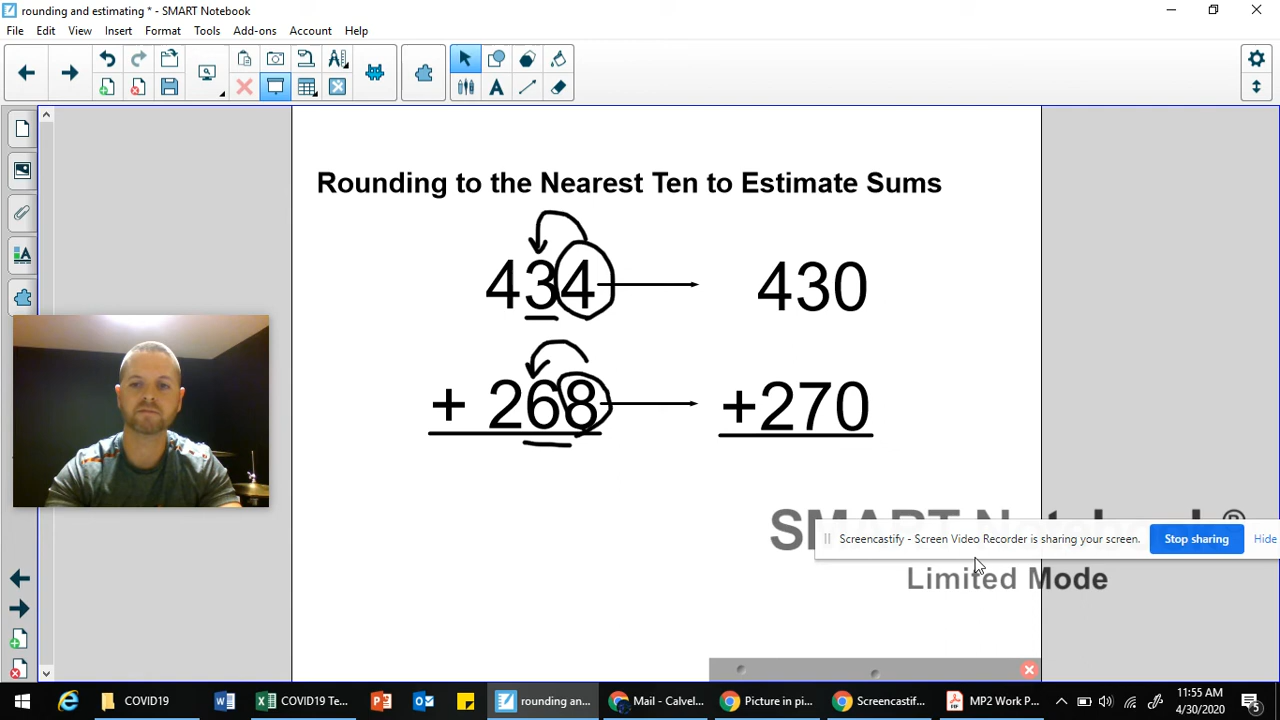 rounding and estimating * - SMART Notebook
File Edit View Insert Format Tools Add-ons Account Help
Rounding to the Nearest Ten to Estimate Sums
434 430
+ 268 +270
SMART Notebook®
Screencastify - Screen Video Recorder is sharing your screen. Stop sharing Hide
Limited Mode
COVID19 COVID19 Te... rounding an... Mail - Calvel... Picture in pi... Screencastif... MP2 Work P... 11:55 AM
4/30/2020 5